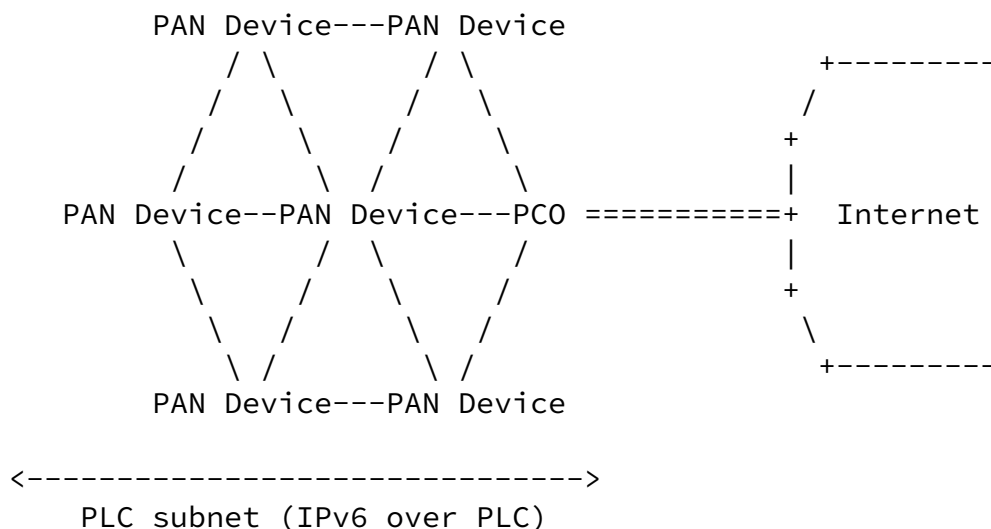 PAN Device---PAN Device
PAN Device--PAN Device---PCO ===========+ Internet
PAN Device---PAN Device
<------------------------------->
PLC subnet (IPv6 over PLC)